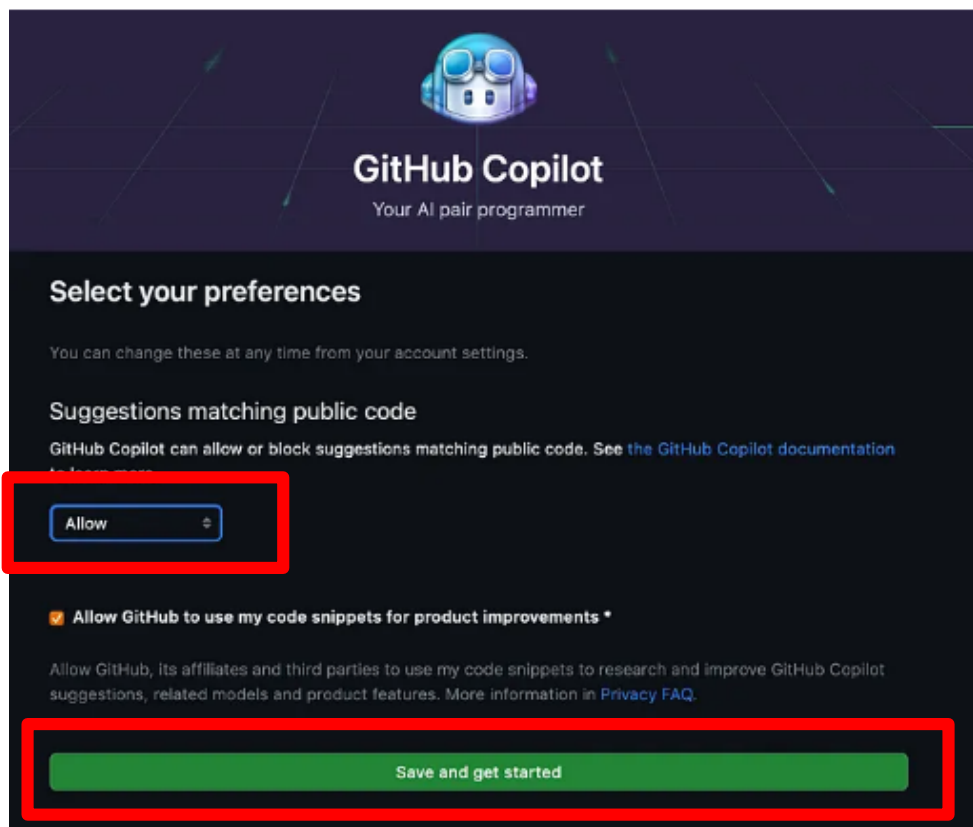 GitHub Copilot
Your AI pair programmer
Select your preferences
You can change these at any time from your account settings.
Suggestions matching public code
GitHub Copilot can allow or block suggestions matching public code. See the GitHub Copilot documentation
to learn more
Allow
Allow GitHub to use my code snippets for product improvements *
Allow GitHub, its affiliates and third parties to use my code snippets to research and improve GitHub Copilot
suggestions, related models and product features. More information in Privacy FAQ.
Save and get started